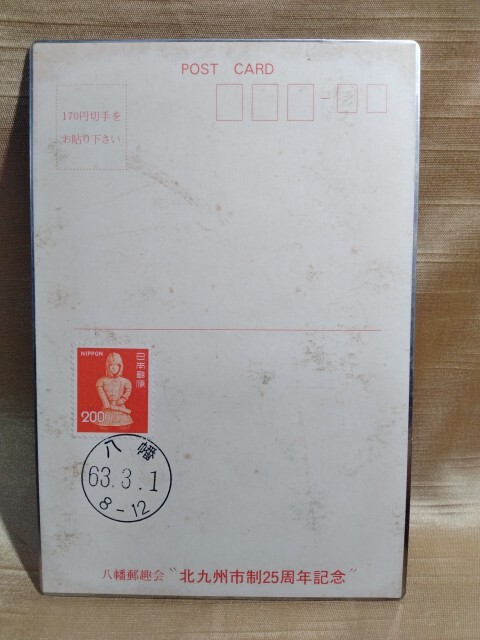 POST CARD
170円切手を
お貼り下さい
NIPPON
日本郵便
200
八幡
63.3.1
8-12
八幡郵趣会 "北九州市制25周年記念"